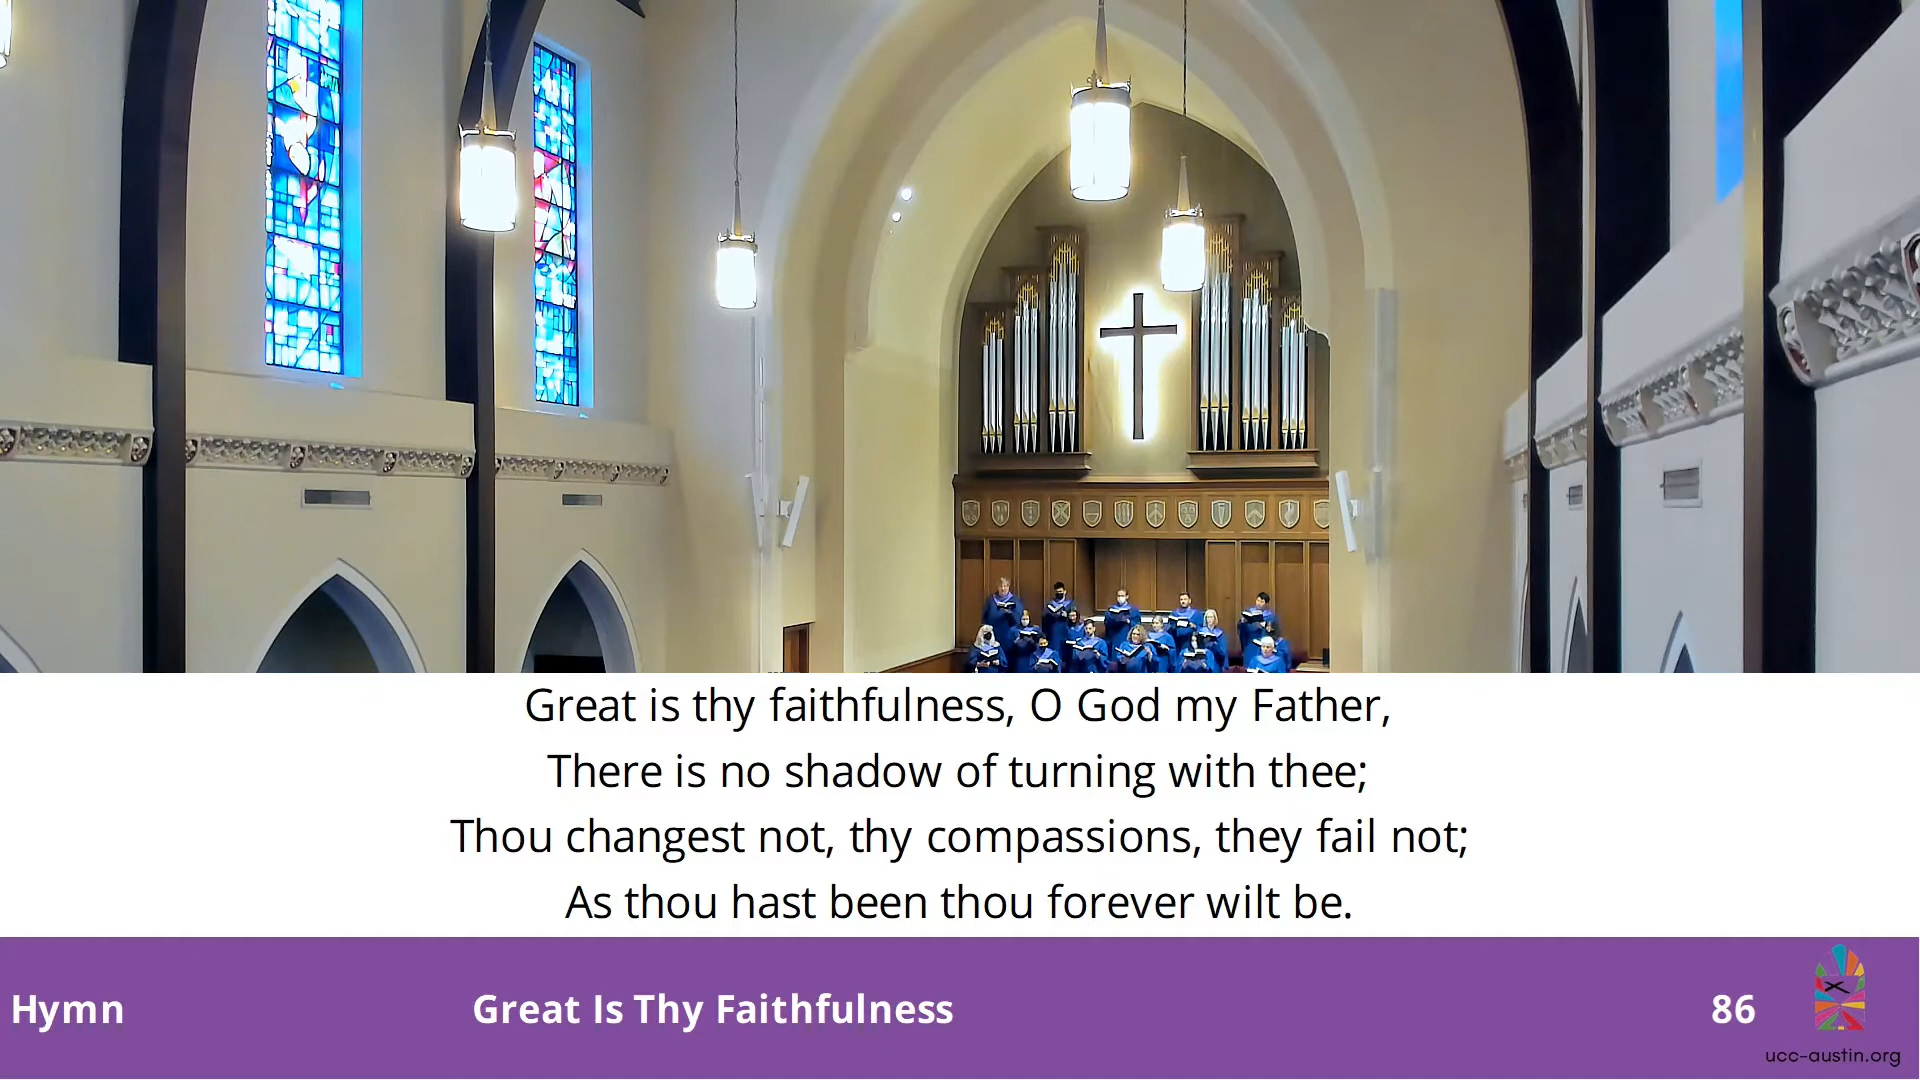 Great is thy faithfulness, O God my Father,
There is no shadow of turning with thee;
Thou changest not, thy compassions, they fail not;
As thou hast been thou forever wilt be.
Hymn Great Is Thy Faithfulness 86
ucc-austin.org